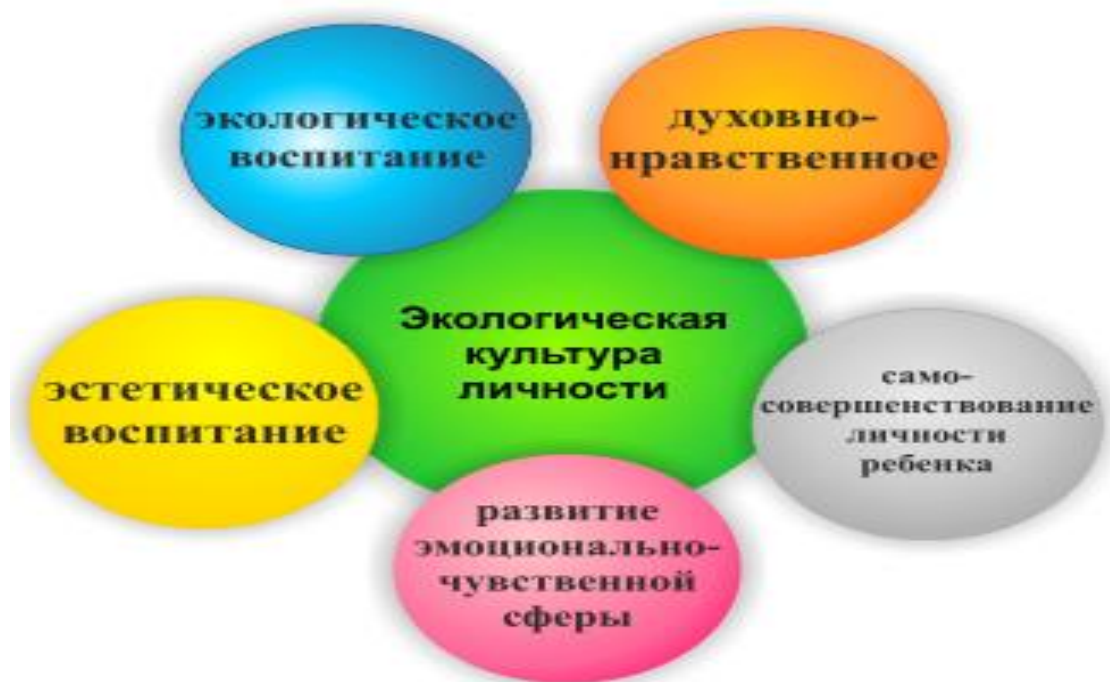 экологическое
воспитание
духовно-
нравственное
Экологическая
культура
личности
эстетическое
воспитание
само-
совершенствование
личности
ребенка
развитие
эмоционально-
чувственной
сферы